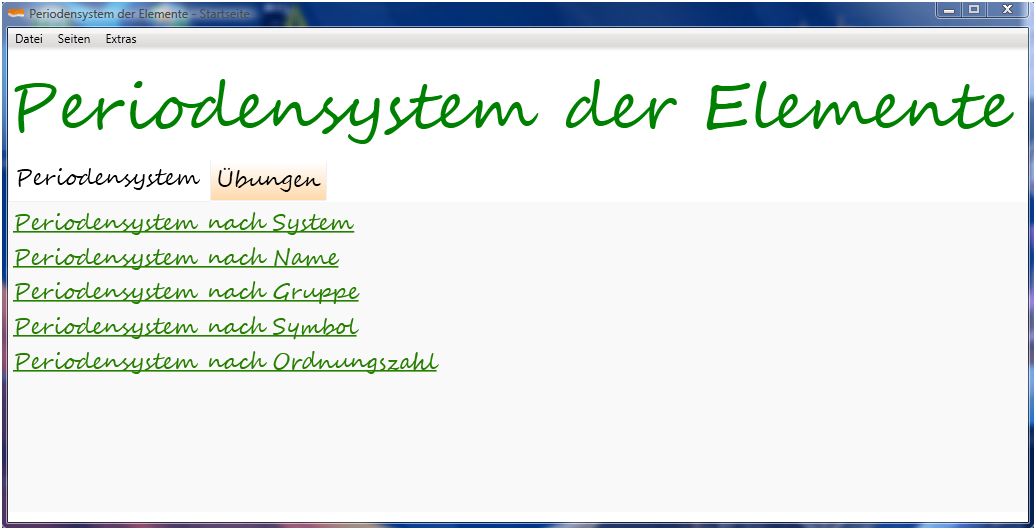 Periodensystem der Elemente - Startseite
Datei Seiten Extras
Periodensystem der Elemente
Periodensystem Übungen
Periodensystem nach System
Periodensystem nach Name
Periodensystem nach Gruppe
Periodensystem nach Symbol
Periodensystem nach Ordnungszahl